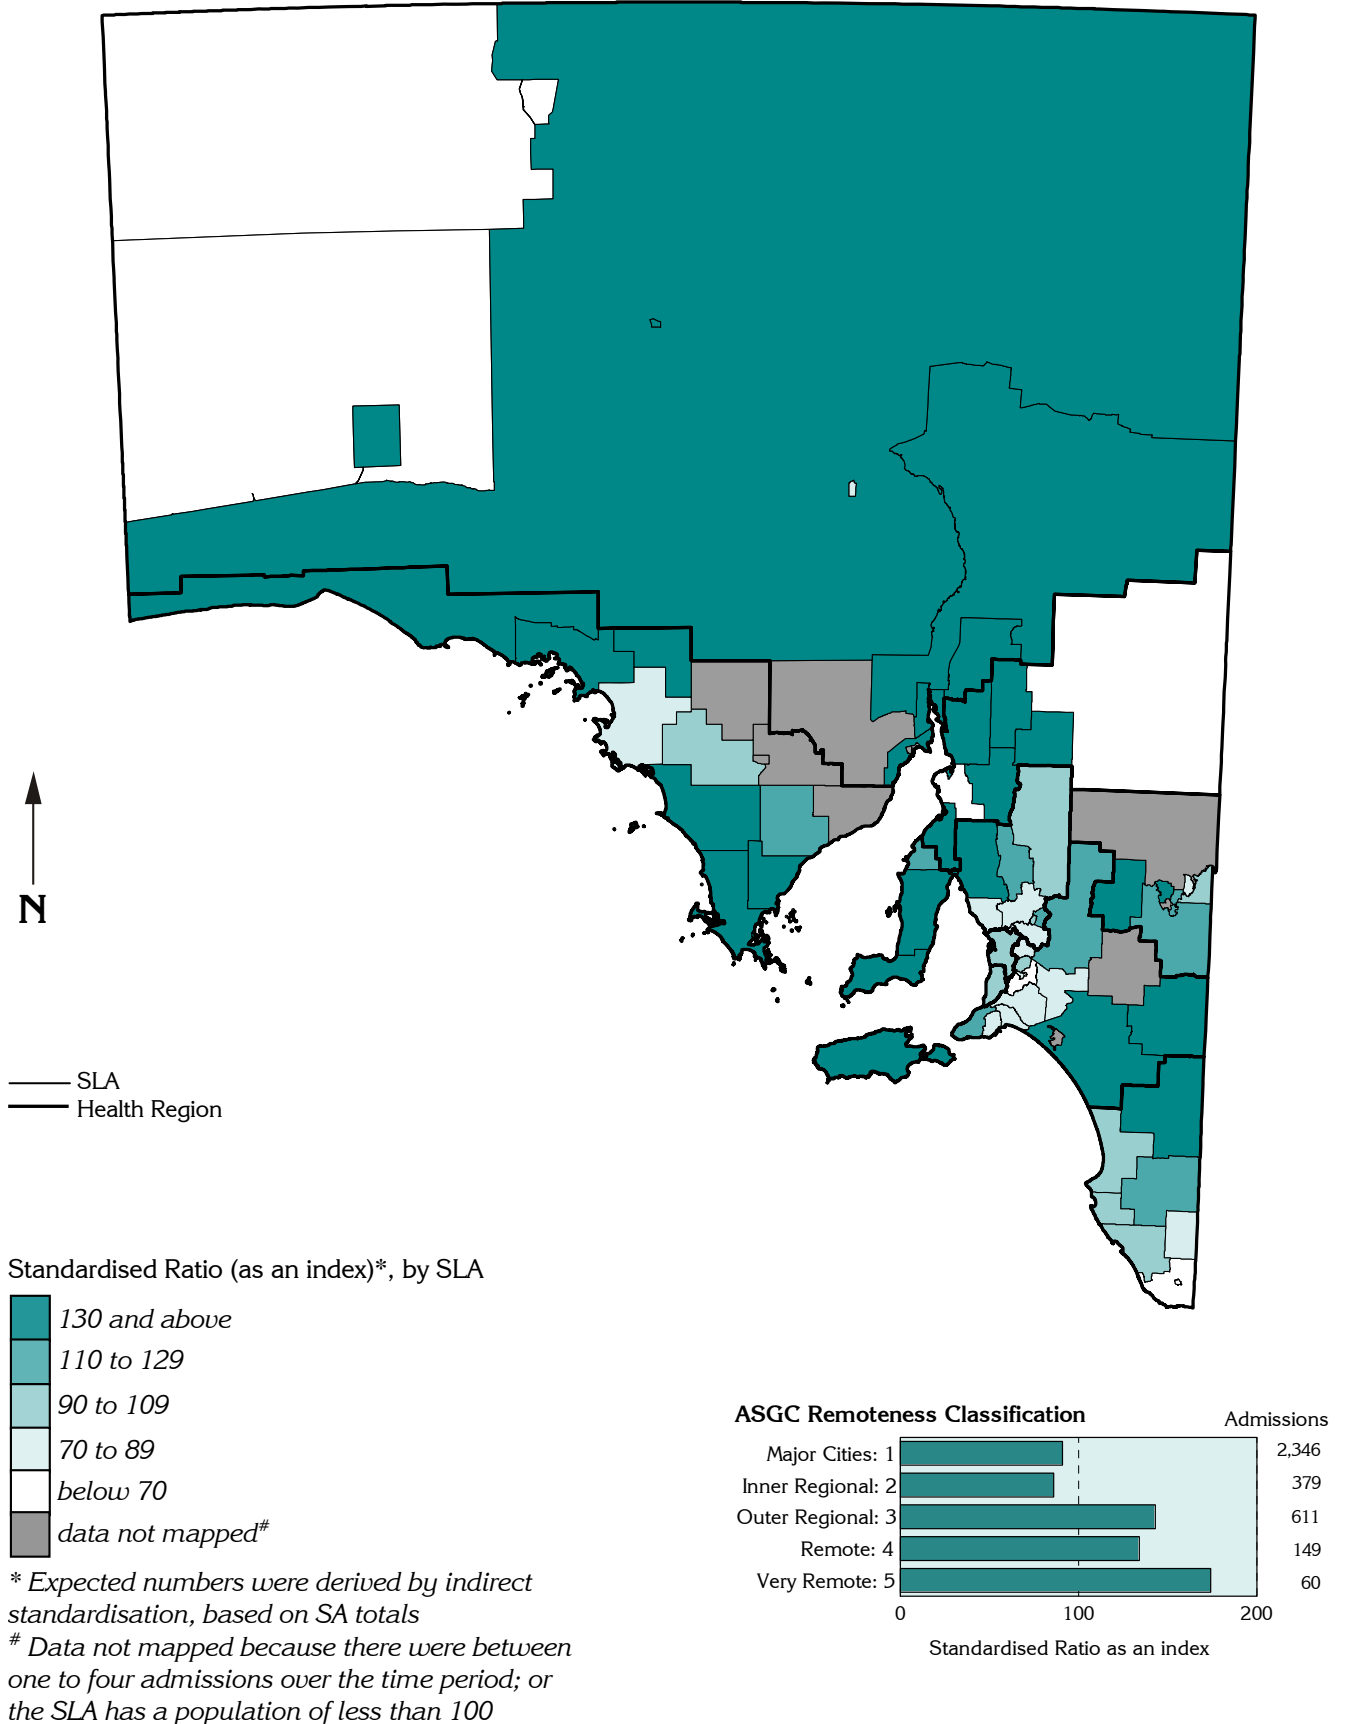 N
SLA
Health Region
Standardised Ratio (as an index)*, by SLA
130 and above
110 to 129
90 to 109
70 to 89
below 70
data not mapped#
* Expected numbers were derived by indirect
standardisation, based on SA totals
# Data not mapped because there were between
one to four admissions over the time period; or
the SLA has a population of less than 100
ASGC Remoteness Classification Admissions
Major Cities: 1 2,346
Inner Regional: 2 379
Outer Regional: 3 611
Remote: 4 149
Very Remote: 5 60
0 100 200
Standardised Ratio as an index